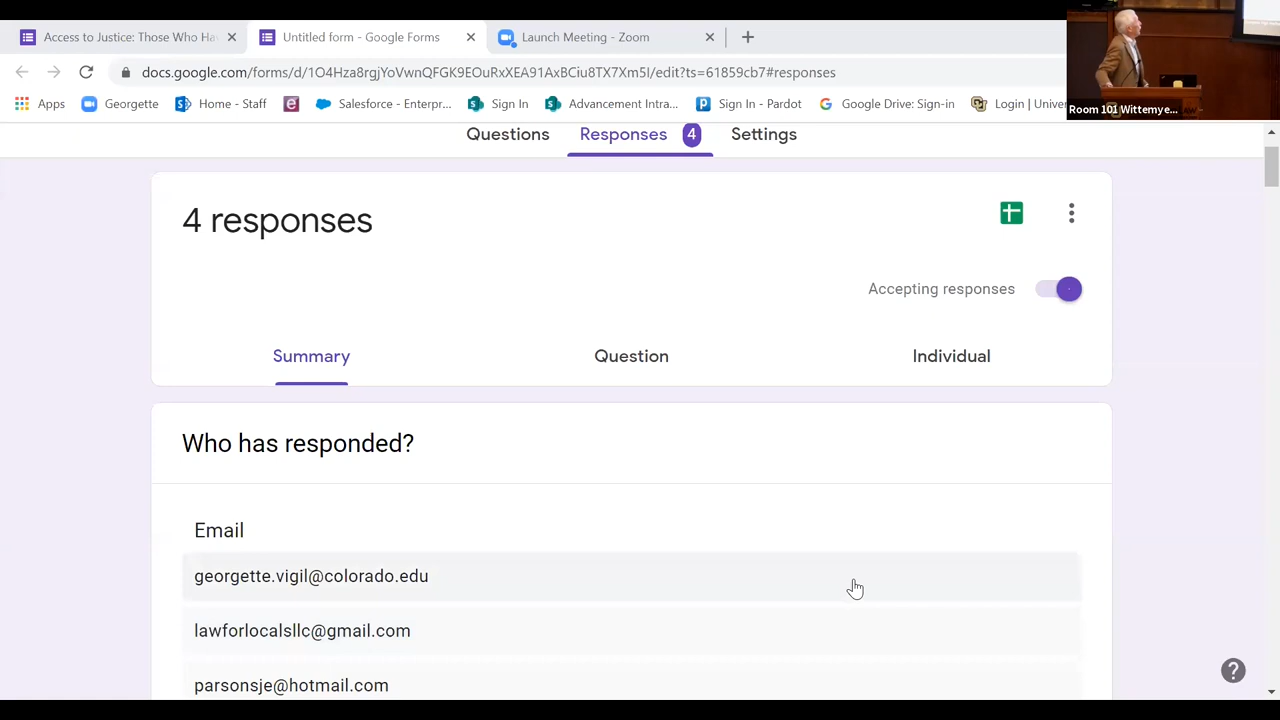 Access to Justice: Those Who Ha
Untitled form - Google Forms
Launch Meeting - Zoom
docs.google.com/forms/d/1O4Hza8rgjYoVwnQFGK9EOuRxXEA91AxBCiu8TX7Xm5I/edit?ts=61859cb7#responses
Apps Georgette Home - Staff Salesforce - Enterpr... Sign In Advancement Intra... Sign In - Pardot Google Drive: Sign-in Login | Univer
Room 101 Wittemye...
Questions Responses 4 Settings
4 responses
Accepting responses
Summary Question Individual
Who has responded?
Email
georgette.vigil@colorado.edu
lawforlocalsllc@gmail.com
parsonsje@hotmail.com